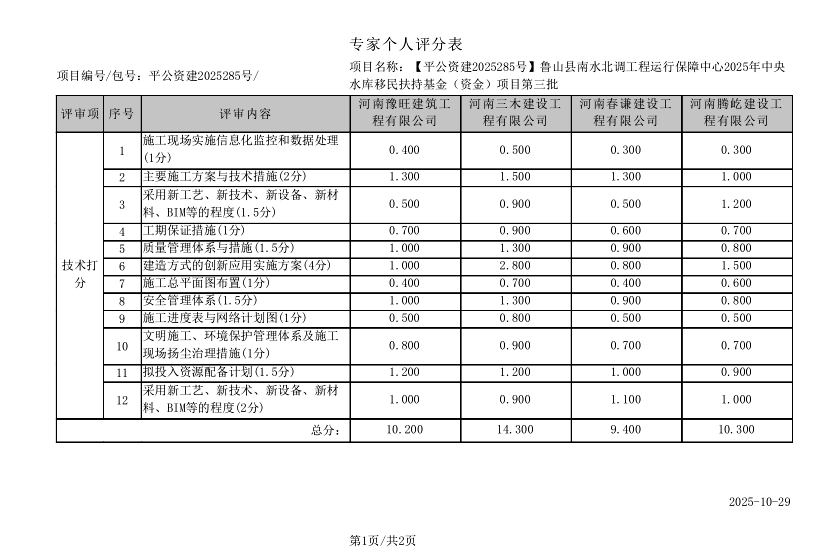 专家个人评分表
项目编号/包号: 平公资建2025285号/
项目名称: 【平公资建2025285号】鲁山县南水北调工程运行保障中心2025年中央
水库移民扶持基金（资金）项目第三批
评审项 序号 评审内容 河南豫旺建筑工程有限公司 河南三木建设工程有限公司 河南春谦建设工程有限公司 河南腾屹建设工程有限公司
技术打分
1 施工现场实施信息化监控和数据处理(1分) 0.400 0.500 0.300 0.300
2 主要施工方案与技术措施(2分) 1.300 1.500 1.300 1.000
3 采用新工艺、新技术、新设备、新材料、BIM等的程度(1.5分) 0.500 0.900 0.500 1.200
4 工期保证措施(1分) 0.700 0.900 0.600 0.700
5 质量管理体系与措施(1.5分) 1.000 1.300 0.900 0.800
6 建造方式的创新应用实施方案(4分) 1.000 2.800 0.800 1.500
7 施工总平面图布置(1分) 0.400 0.700 0.400 0.600
8 安全管理体系(1.5分) 1.000 1.300 0.900 0.800
9 施工进度表与网络计划图(1分) 0.500 0.800 0.500 0.500
10 文明施工、环境保护管理体系及施工现场扬尘治理措施(1分) 0.800 0.900 0.700 0.700
11 拟投入资源配备计划(1.5分) 1.200 1.200 1.000 0.900
12 采用新工艺、新技术、新设备、新材料、BIM等的程度(2分) 1.000 0.900 1.100 1.000
总分: 10.200 14.300 9.400 10.300
2025-10-29
第1页/共2页